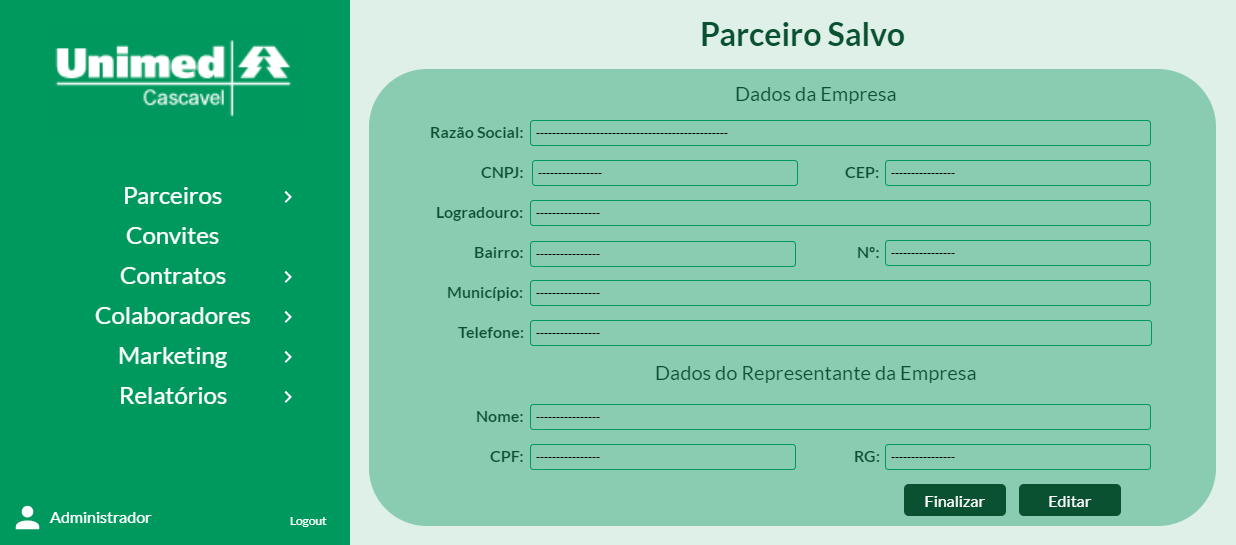 Unimed
Cascavel
Parceiros
Convites
Contratos
Colaboradores
Marketing
Relatórios
Administrador
Logout
Parceiro Salvo
Dados da Empresa
Razão Social: ------------------------------------------------
CNPJ: ---------------- CEP: ----------------
Logradouro: ----------------
Bairro: ---------------- Nº: ----------------
Município: ----------------
Telefone: ----------------
Dados do Representante da Empresa
Nome: ----------------
CPF: ---------------- RG: ----------------
Finalizar Editar